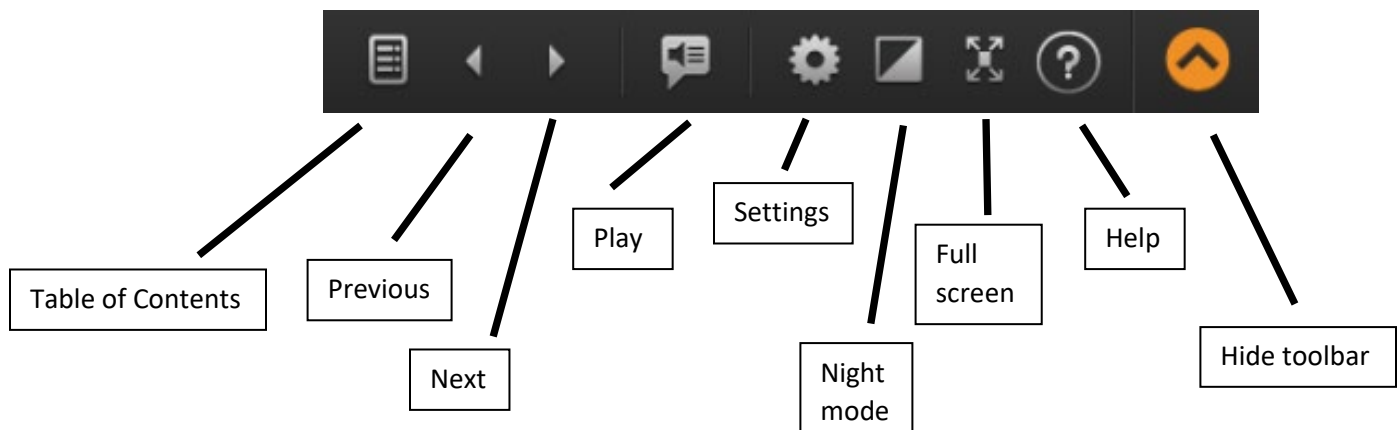 ?
Table of Contents
Previous
Next
Play
Settings
Night
mode
Full
screen
Help
Hide toolbar